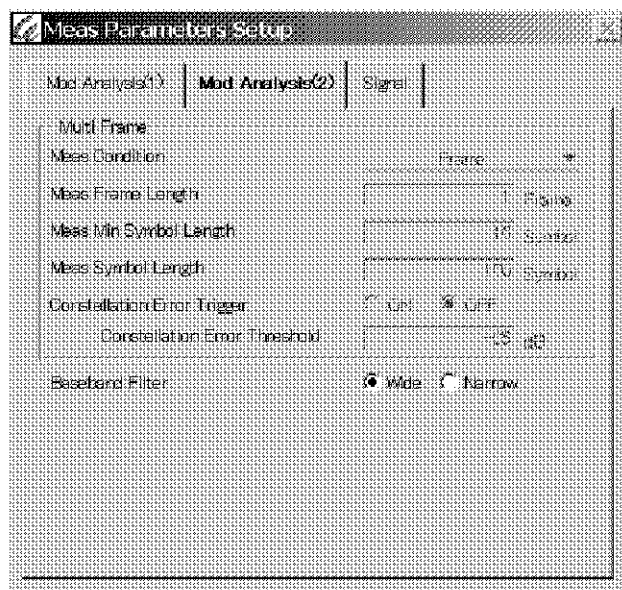 Meas Parameters Setup
Mod Analysis(1) Mod Analysis(2) Signal
Multi Frame
Meas Condition Frame
Meas Frame Length 1 Frame
Meas Min Symbol Length Symbol
Meas Symbol Length Symbol
Constellation Error Trigger ON OFF
Constellation Error Threshold dB
Baseband Filter Wide Narrow